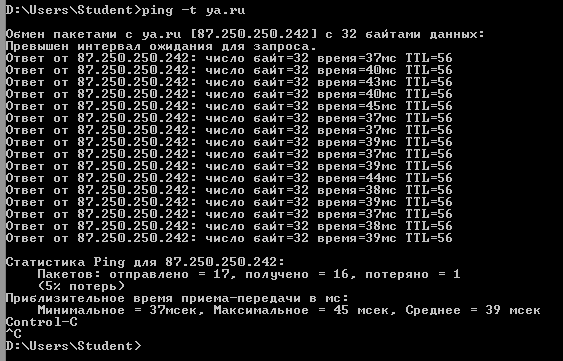 D:\Users\Student>ping -t ya.ru
Обмен пакетами с ya.ru [87.250.250.242] с 32 байтами данных:
Превышен интервал ожидания для запроса.
Ответ от 87.250.250.242: число байт=32 время=37мс TTL=56
Ответ от 87.250.250.242: число байт=32 время=40мс TTL=56
Ответ от 87.250.250.242: число байт=32 время=43мс TTL=56
Ответ от 87.250.250.242: число байт=32 время=40мс TTL=56
Ответ от 87.250.250.242: число байт=32 время=45мс TTL=56
Ответ от 87.250.250.242: число байт=32 время=37мс TTL=56
Ответ от 87.250.250.242: число байт=32 время=37мс TTL=56
Ответ от 87.250.250.242: число байт=32 время=39мс TTL=56
Ответ от 87.250.250.242: число байт=32 время=37мс TTL=56
Ответ от 87.250.250.242: число байт=32 время=39мс TTL=56
Ответ от 87.250.250.242: число байт=32 время=44мс TTL=56
Ответ от 87.250.250.242: число байт=32 время=38мс TTL=56
Ответ от 87.250.250.242: число байт=32 время=39мс TTL=56
Ответ от 87.250.250.242: число байт=32 время=37мс TTL=56
Ответ от 87.250.250.242: число байт=32 время=38мс TTL=56
Ответ от 87.250.250.242: число байт=32 время=39мс TTL=56
Статистика Ping для 87.250.250.242:
Пакетов: отправлено = 17, получено = 16, потеряно = 1
(5% потерь)
Приблизительное время приема-передачи в мс:
Минимальное = 37мсек, Максимальное = 45 мсек, Среднее = 39 мсек
Control-C
^C
D:\Users\Student>